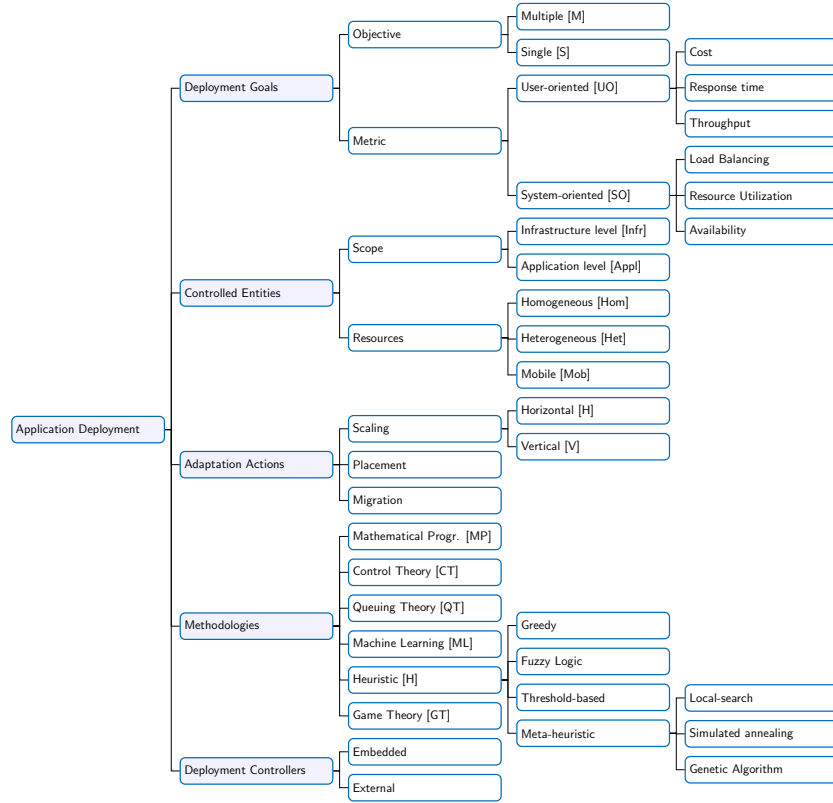 Application Deployment
Deployment Goals
Objective
Multiple [M]
Single [S]
Metric
User-oriented [UO]
Cost
Response time
Throughput
System-oriented [SO]
Load Balancing
Resource Utilization
Availability
Controlled Entities
Scope
Infrastructure level [Infr]
Application level [Appl]
Resources
Homogeneous [Hom]
Heterogeneous [Het]
Mobile [Mob]
Adaptation Actions
Scaling
Horizontal [H]
Vertical [V]
Placement
Migration
Methodologies
Mathematical Progr. [MP]
Control Theory [CT]
Queuing Theory [QT]
Machine Learning [ML]
Heuristic [H]
Greedy
Fuzzy Logic
Threshold-based
Meta-heuristic
Local-search
Simulated annealing
Genetic Algorithm
Game Theory [GT]
Deployment Controllers
Embedded
External